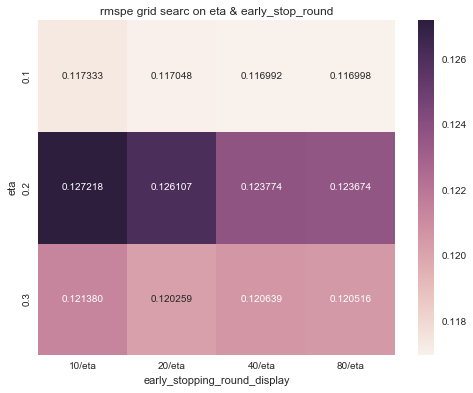 rmspe grid searc on eta & early_stop_round
0.1 0.117333 0.117048 0.116992 0.116998
0.2 0.127218 0.126107 0.123774 0.123674
0.3 0.121380 0.120259 0.120639 0.120516
eta
10/eta 20/eta 40/eta 80/eta
early_stopping_round_display
0.126
0.124
0.122
0.120
0.118